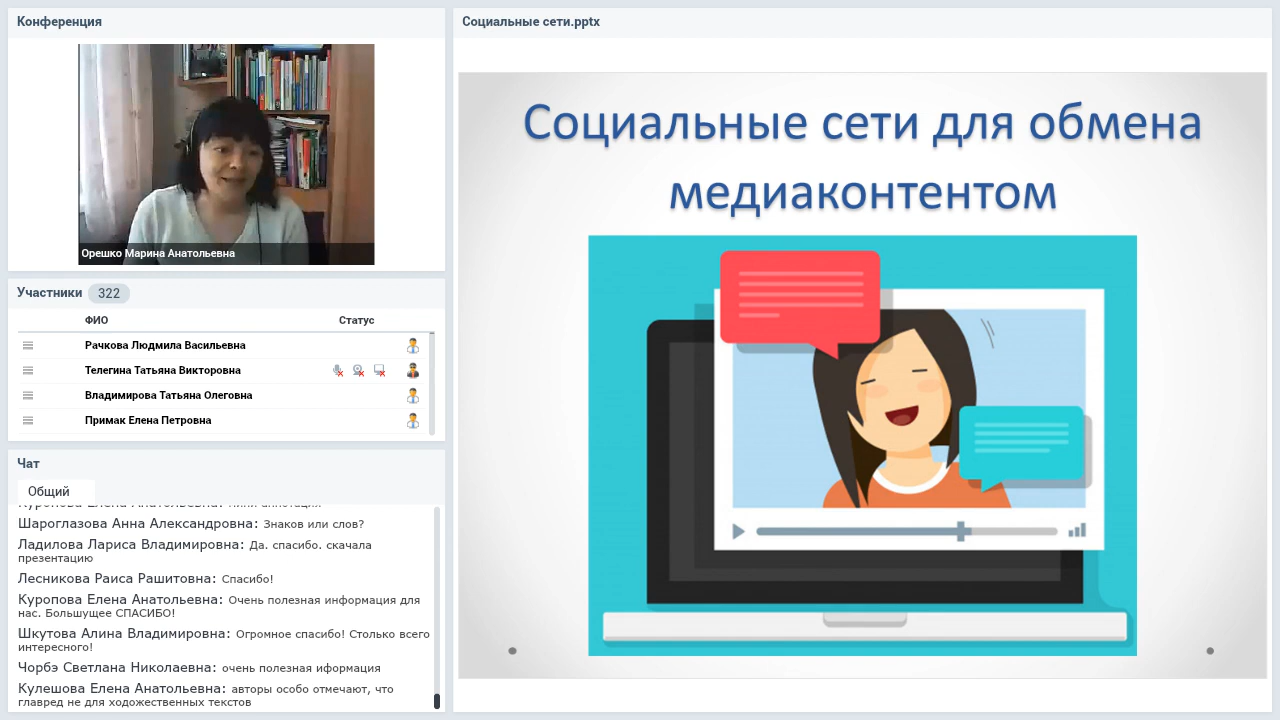 Конференция
Орешко Марина Анатольевна
Участники 322
ФИО Статус
Рачкова Людмила Васильевна
Телегина Татьяна Викторовна
Владимирова Татьяна Олеговна
Примак Елена Петровна
Чат
Общий
Шароглазова Анна Александровна: Знаков или слов?
Ладилова Лариса Владимировна: Да. спасибо. скачала
презентацию
Лесникова Раиса Рашитовна: Спасибо!
Куропова Елена Анатольевна: Очень полезная информация для
нас. Большущее СПАСИБО!
Шкутова Алина Владимировна: Огромное спасибо! Столько всего
интересного!
Чорбэ Светлана Николаевна: очень полезная иформация
Кулешова Елена Анатольевна: авторы особо отмечают, что
главред не для ходожественных текстов
Социальные сети.pptx
Социальные сети для обмена
медиаконтентом